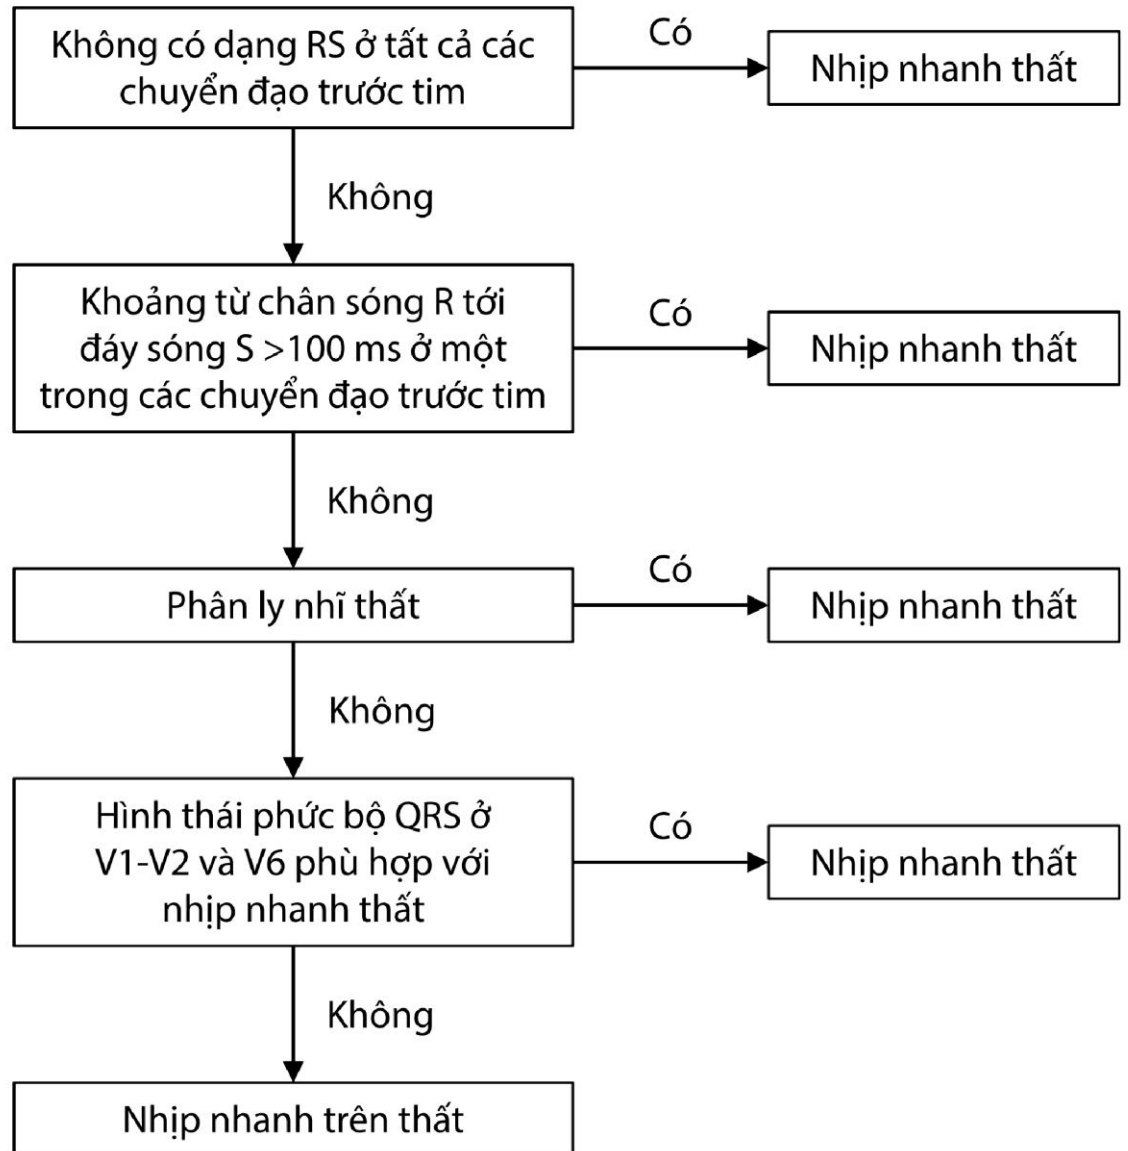 Không có dạng RS ở tất cả các
chuyển đạo trước tim
Có
Nhịp nhanh thất
Không
Khoảng từ chân sóng R tới
đáy sóng S >100 ms ở một
trong các chuyển đạo trước tim
Có
Nhịp nhanh thất
Không
Phân ly nhĩ thất
Có
Nhịp nhanh thất
Không
Hình thái phức bộ QRS ở
V1-V2 và V6 phù hợp với
nhịp nhanh thất
Có
Nhịp nhanh thất
Không
Nhịp nhanh trên thất